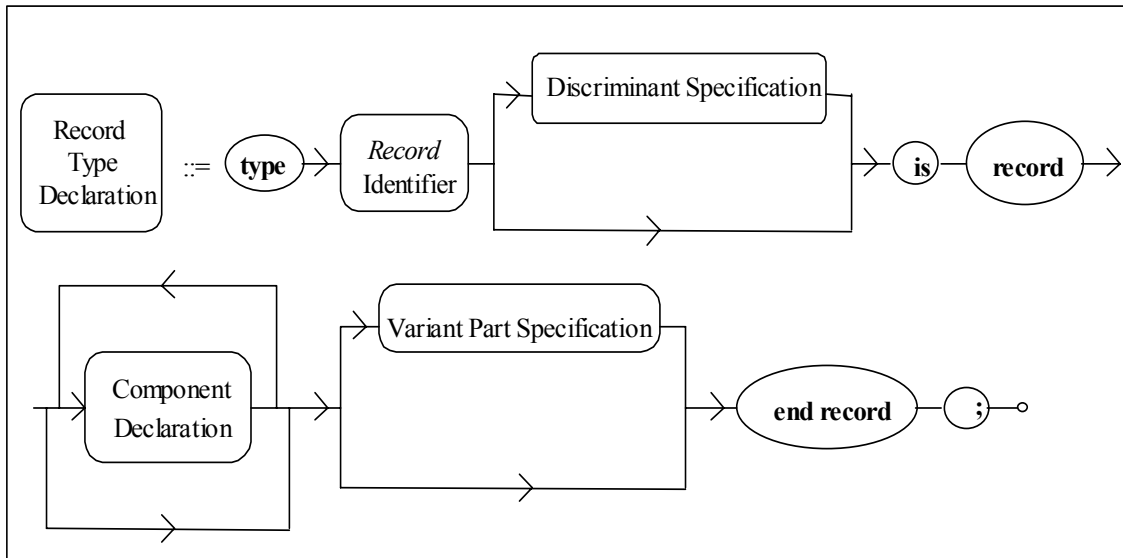 Record
Type
Declaration
::=
type
Record
Identifier
Discriminant Specification
is
record
Component
Declaration
Variant Part Specification
end record
;